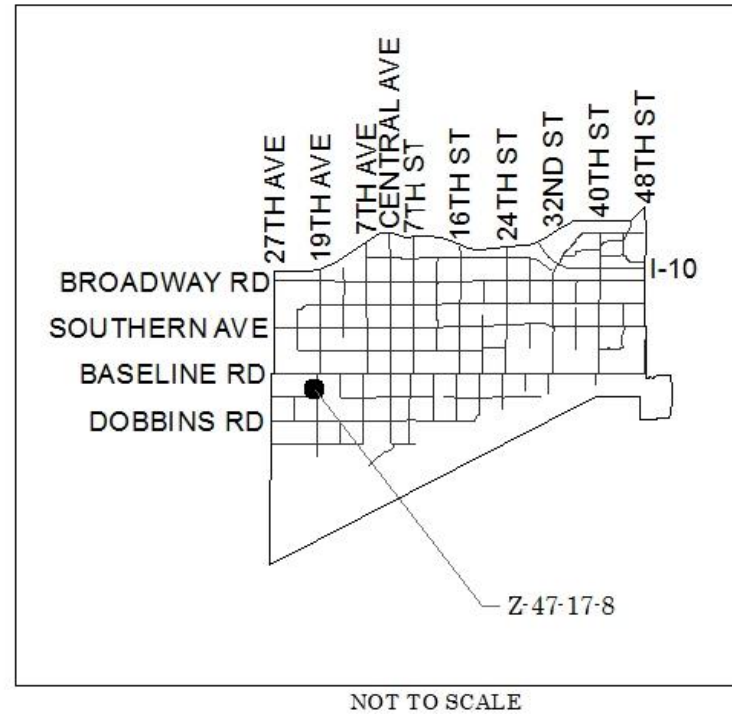 27TH AVE
19TH AVE
7TH AVE
CENTRAL AVE
7TH ST
16TH ST
24TH ST
32ND ST
40TH ST
48TH ST
I-10
BROADWAY RD
SOUTHERN AVE
BASELINE RD
DOBBINS RD
Z-47-17-8
NOT TO SCALE